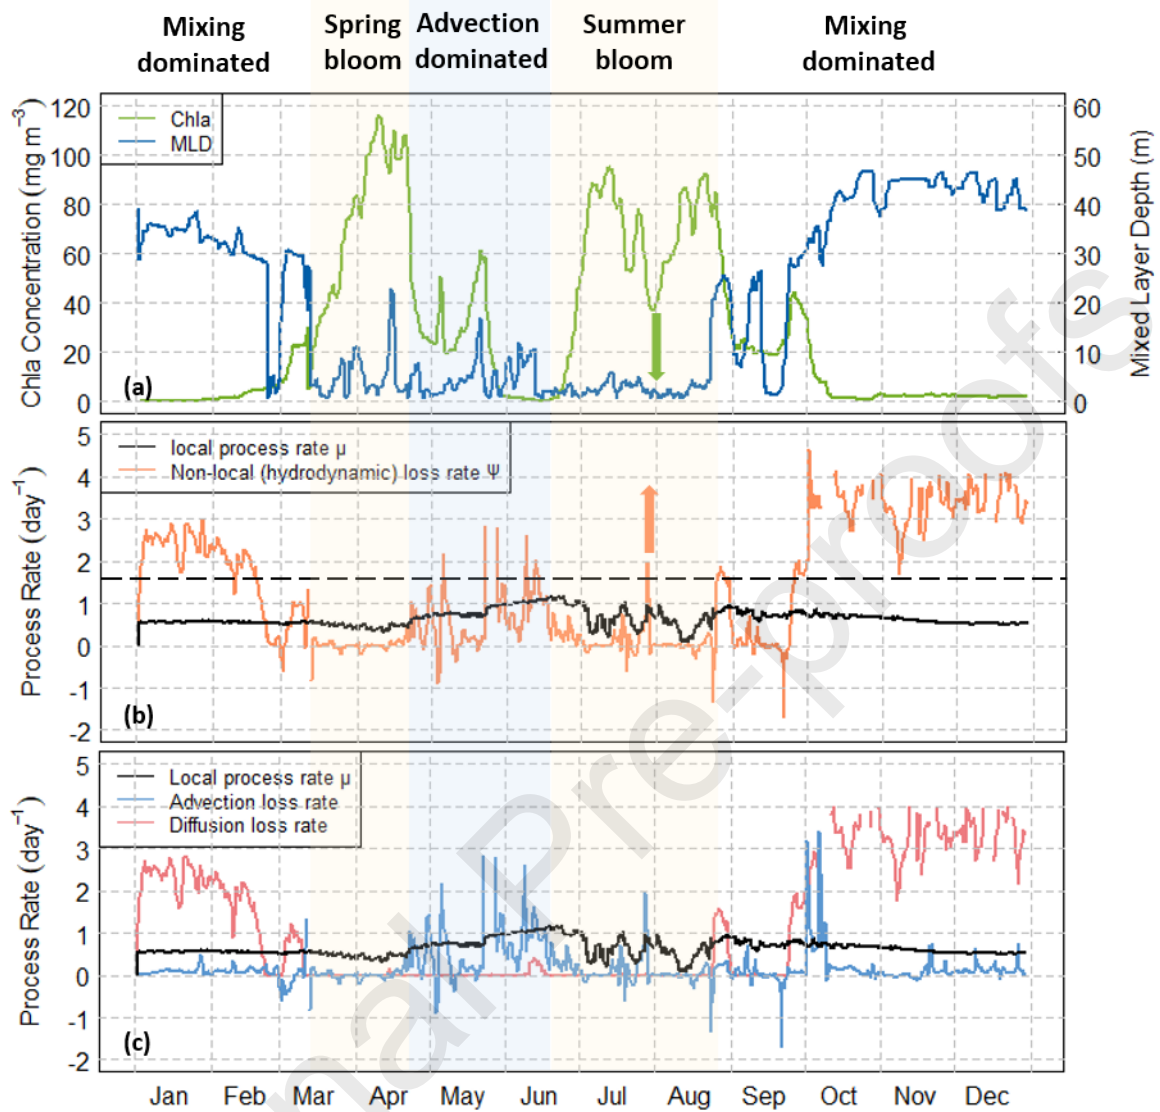 Mixing dominated
Spring bloom
Advection dominated
Summer bloom
Mixing dominated
Chla Concentration (mg m⁻³)
120
100
80
60
40
20
0
Chla
MLD
(a)
60
50
40
30
20
10
0
Mixed Layer Depth (m)
Process Rate (day⁻¹)
5
4
3
2
1
0
-1
-2
local process rate μ
Non-local (hydrodynamic) loss rate Ψ
(b)
Process Rate (day⁻¹)
5
4
3
2
1
0
-1
-2
Local process rate μ
Advection loss rate
Diffusion loss rate
(c)
Jan Feb Mar Apr May Jun Jul Aug Sep Oct Nov Dec
nal Pre-proofs